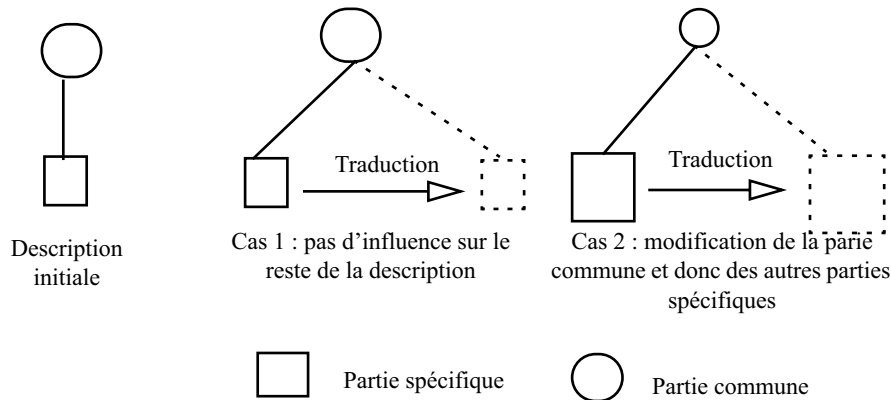 Traduction
Traduction
Description
initiale
Cas 1 : pas d’influence sur le
reste de la description
Cas 2 : modification de la parie
commune et donc des autres parties
spécifiques
Partie spécifique
Partie commune